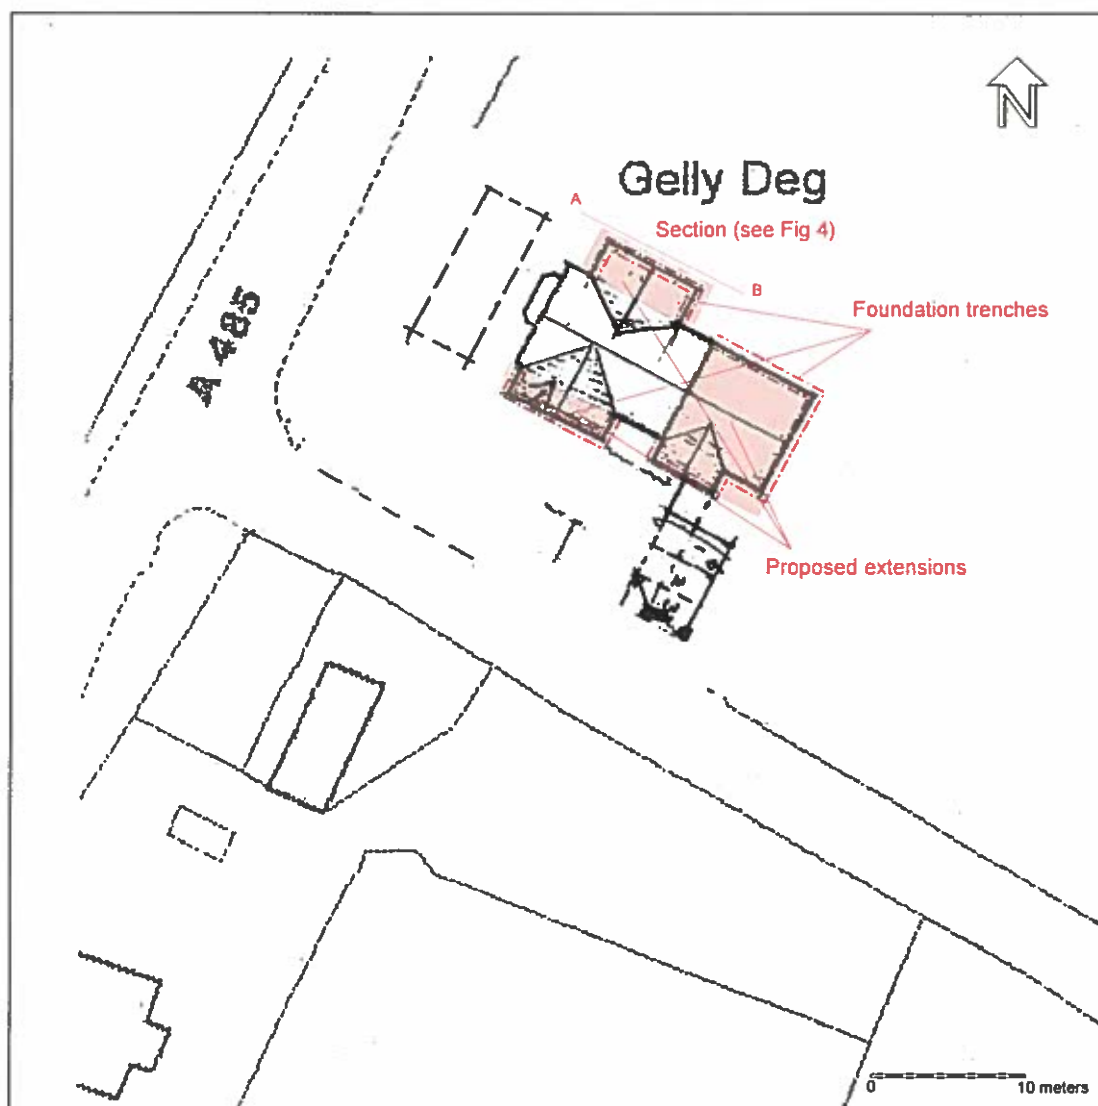 N
Gelly Deg
A
Section (see Fig 4)
B
Foundation trenches
A 485
Proposed extensions
0 10 meters